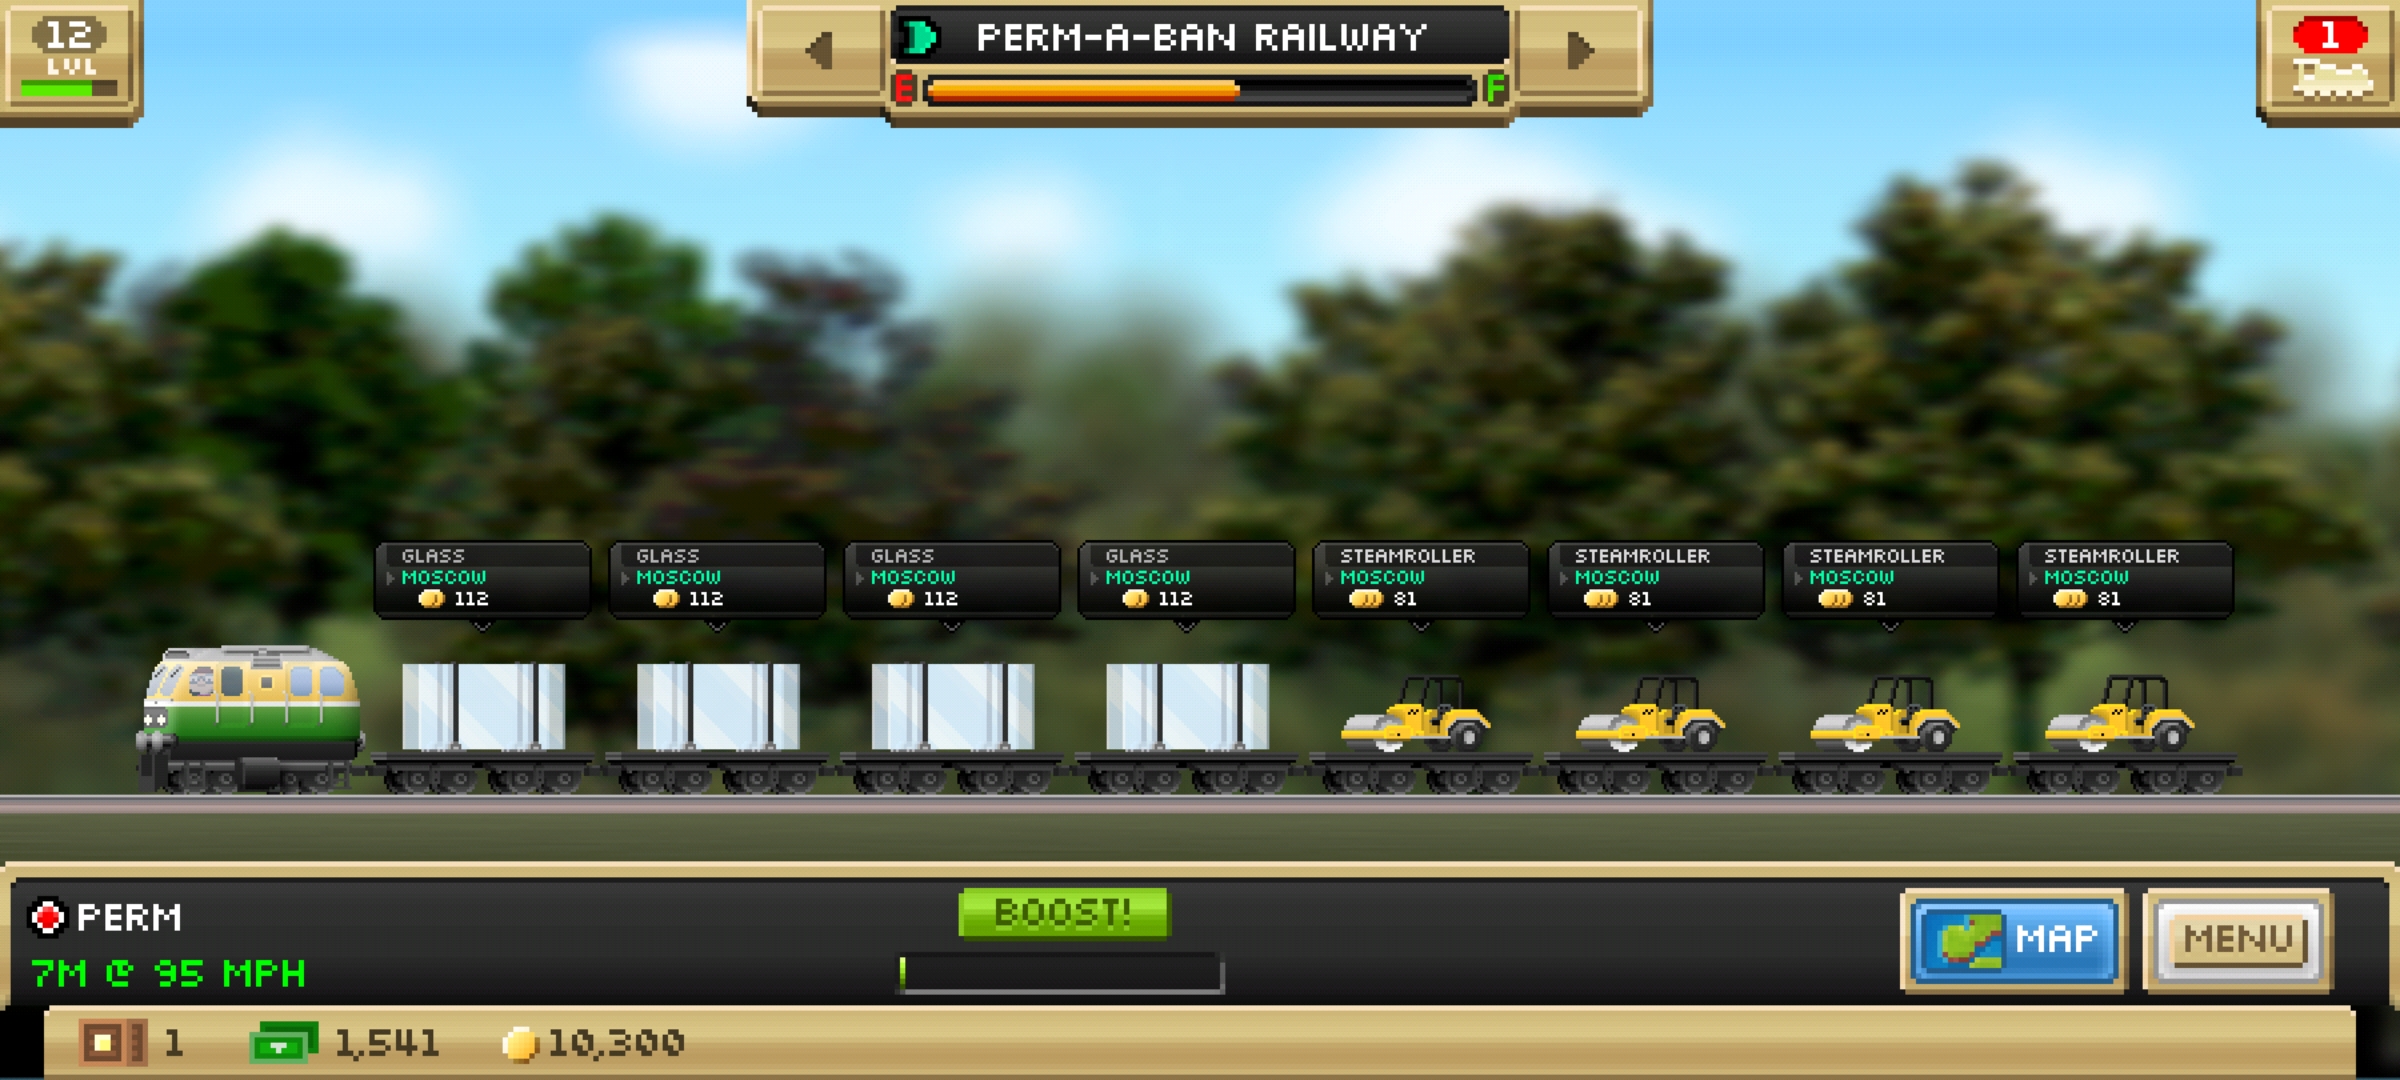 12
LVL
PERM-A-BAN RAILWAY
E F
1
GLASS
MOSCOW
112
GLASS
MOSCOW
112
GLASS
MOSCOW
112
GLASS
MOSCOW
112
STEAMROLLER
MOSCOW
81
STEAMROLLER
MOSCOW
81
STEAMROLLER
MOSCOW
81
STEAMROLLER
MOSCOW
81
PERM
7M @ 95 MPH
BOOST!
MAP
MENU
1 1,541 10,300